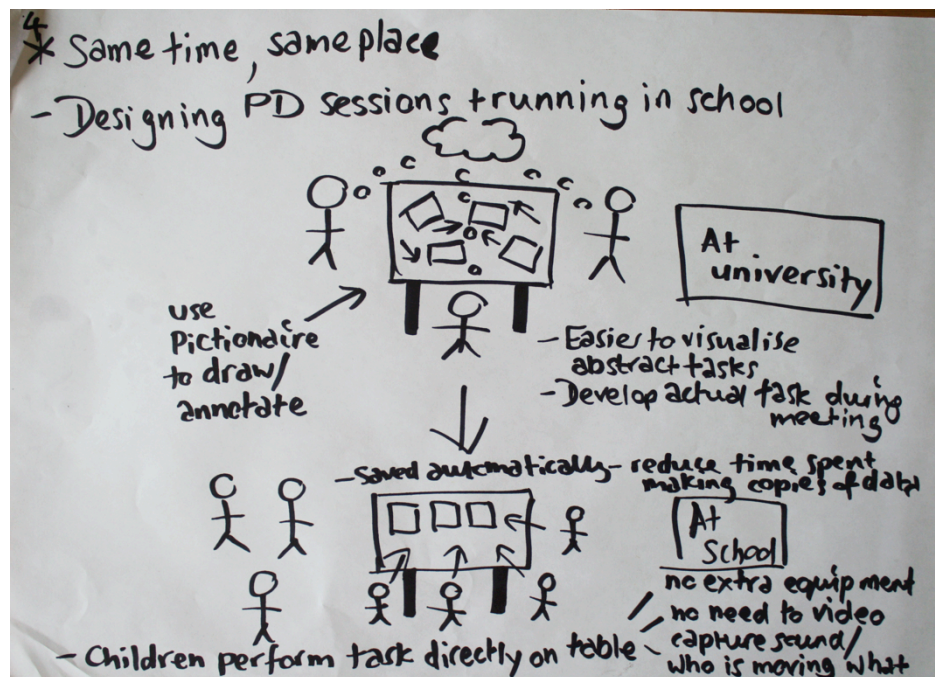 4
* Same time, same place
- Designing PD sessions + running in school
At university
use
Pictionaire
to draw/
annotate
- Easier to visualise
abstract tasks
- Develop actual task during
meeting
- Saved automatically - reduce time spent
making copies of data
At
School
no extra equipment
no need to video
capture sound/
who is moving what
- Children perform task directly on table